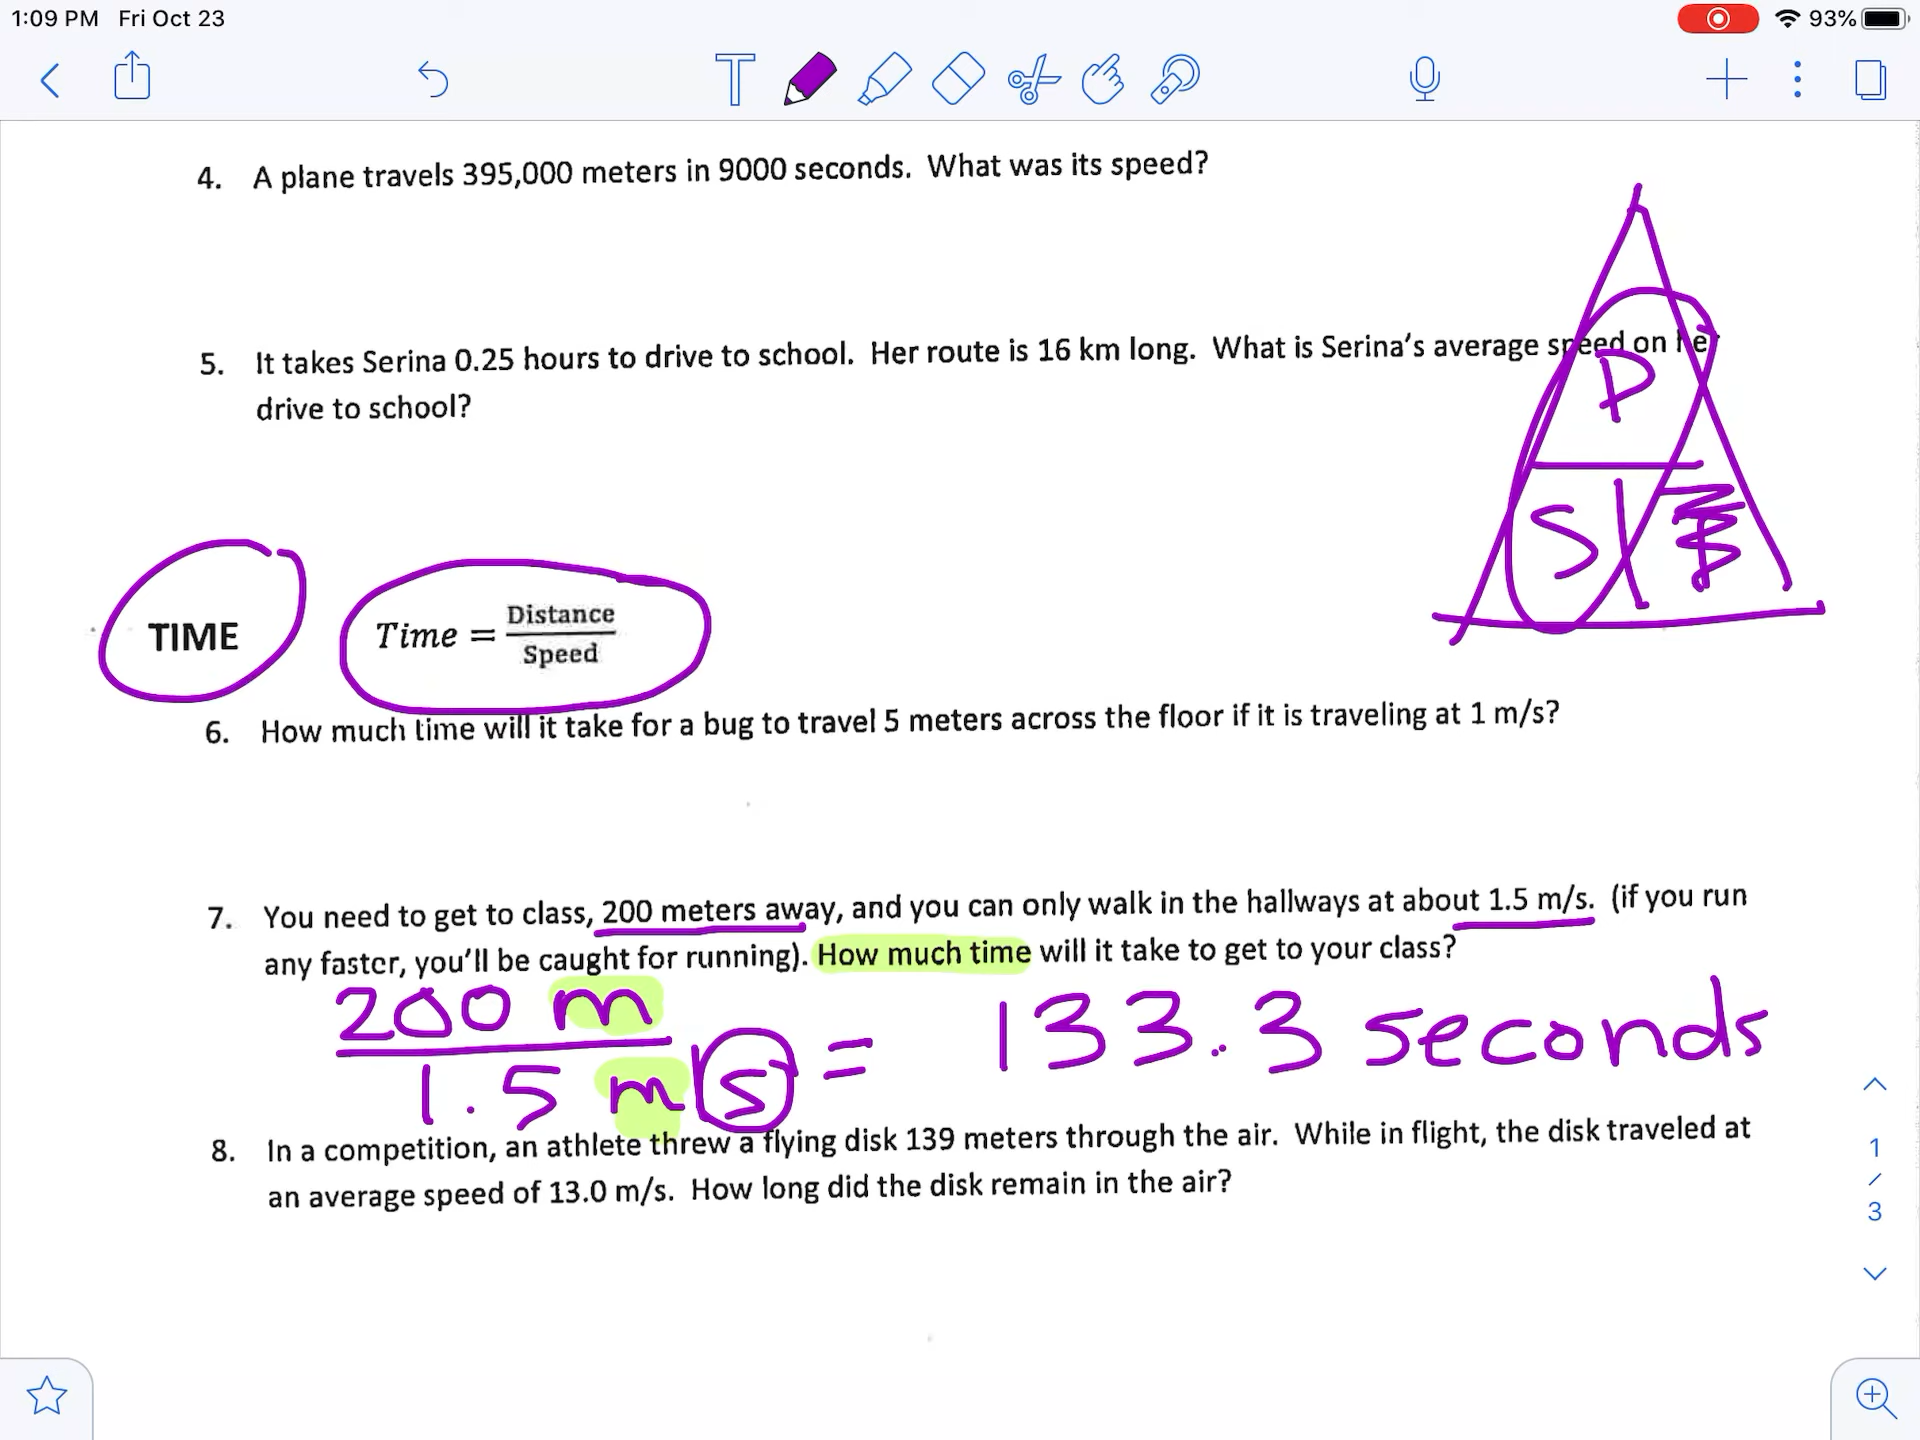 1:09 PM Fri Oct 23
93%
4. A plane travels 395,000 meters in 9000 seconds. What was its speed?
5. It takes Serina 0.25 hours to drive to school. Her route is 16 km long. What is Serina's average speed on her
drive to school?
D
S T
TIME
Time = Distance
Speed
6. How much time will it take for a bug to travel 5 meters across the floor if it is traveling at 1 m/s?
7. You need to get to class, 200 meters away, and you can only walk in the hallways at about 1.5 m/s. (if you run
any faster, you'll be caught for running). How much time will it take to get to your class?
200 m
1.5 m/s = 133.3 seconds
8. In a competition, an athlete threw a flying disk 139 meters through the air. While in flight, the disk traveled at
an average speed of 13.0 m/s. How long did the disk remain in the air?
1
/
3